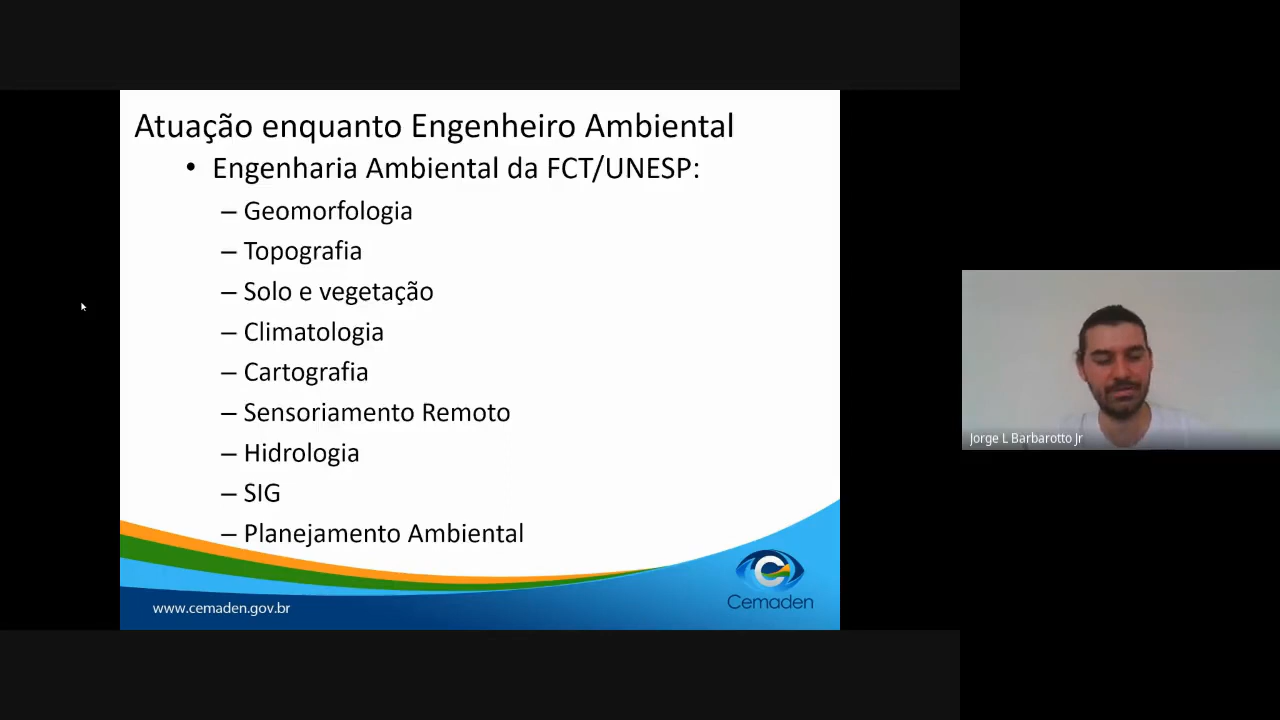 Atuação enquanto Engenheiro Ambiental
• Engenharia Ambiental da FCT/UNESP:
– Geomorfologia
– Topografia
– Solo e vegetação
– Climatologia
– Cartografia
– Sensoriamento Remoto
– Hidrologia
– SIG
– Planejamento Ambiental
www.cemaden.gov.br
Cemaden
Jorge L Barbarotto Jr